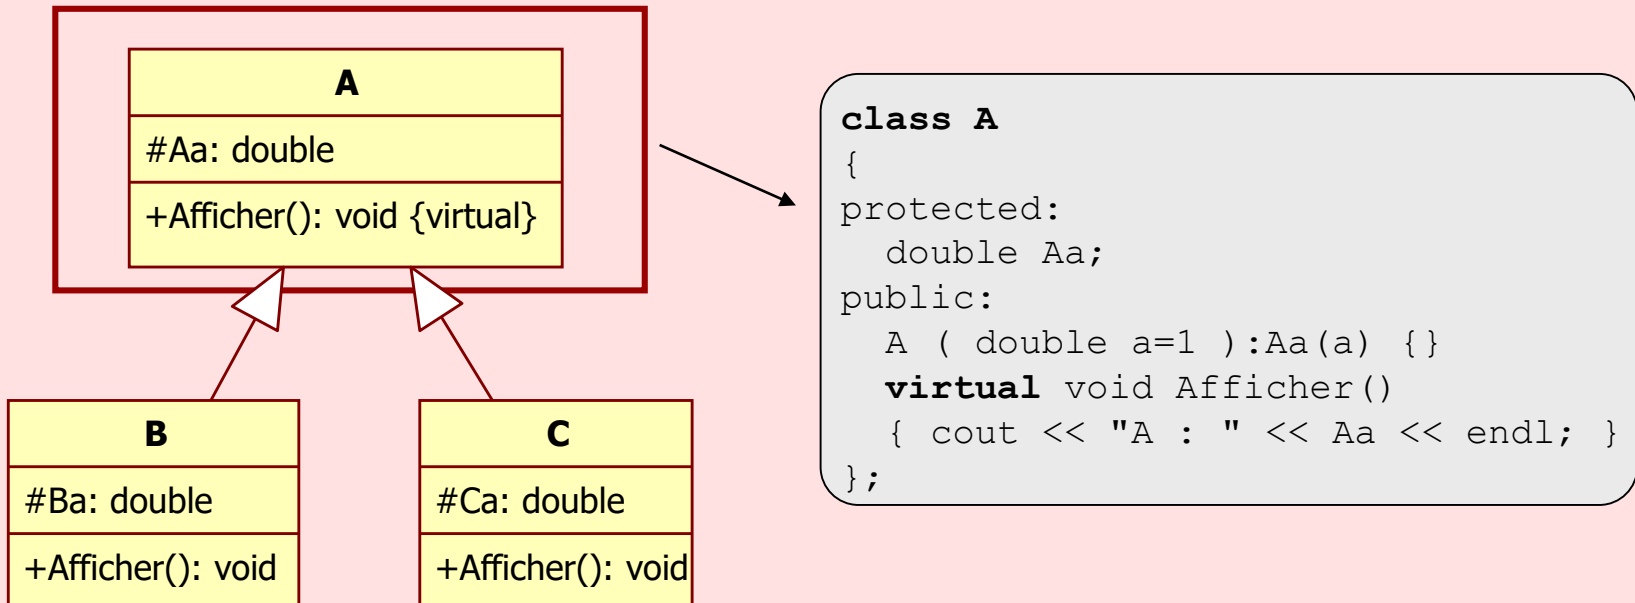 A
#Aa: double
+Afficher(): void {virtual}
B
#Ba: double
+Afficher(): void
C
#Ca: double
+Afficher(): void
class A
{
protected:
  double Aa;
public:
  A ( double a=1 ):Aa(a) {}
  virtual void Afficher()
  { cout << "A : " << Aa << endl; }
};